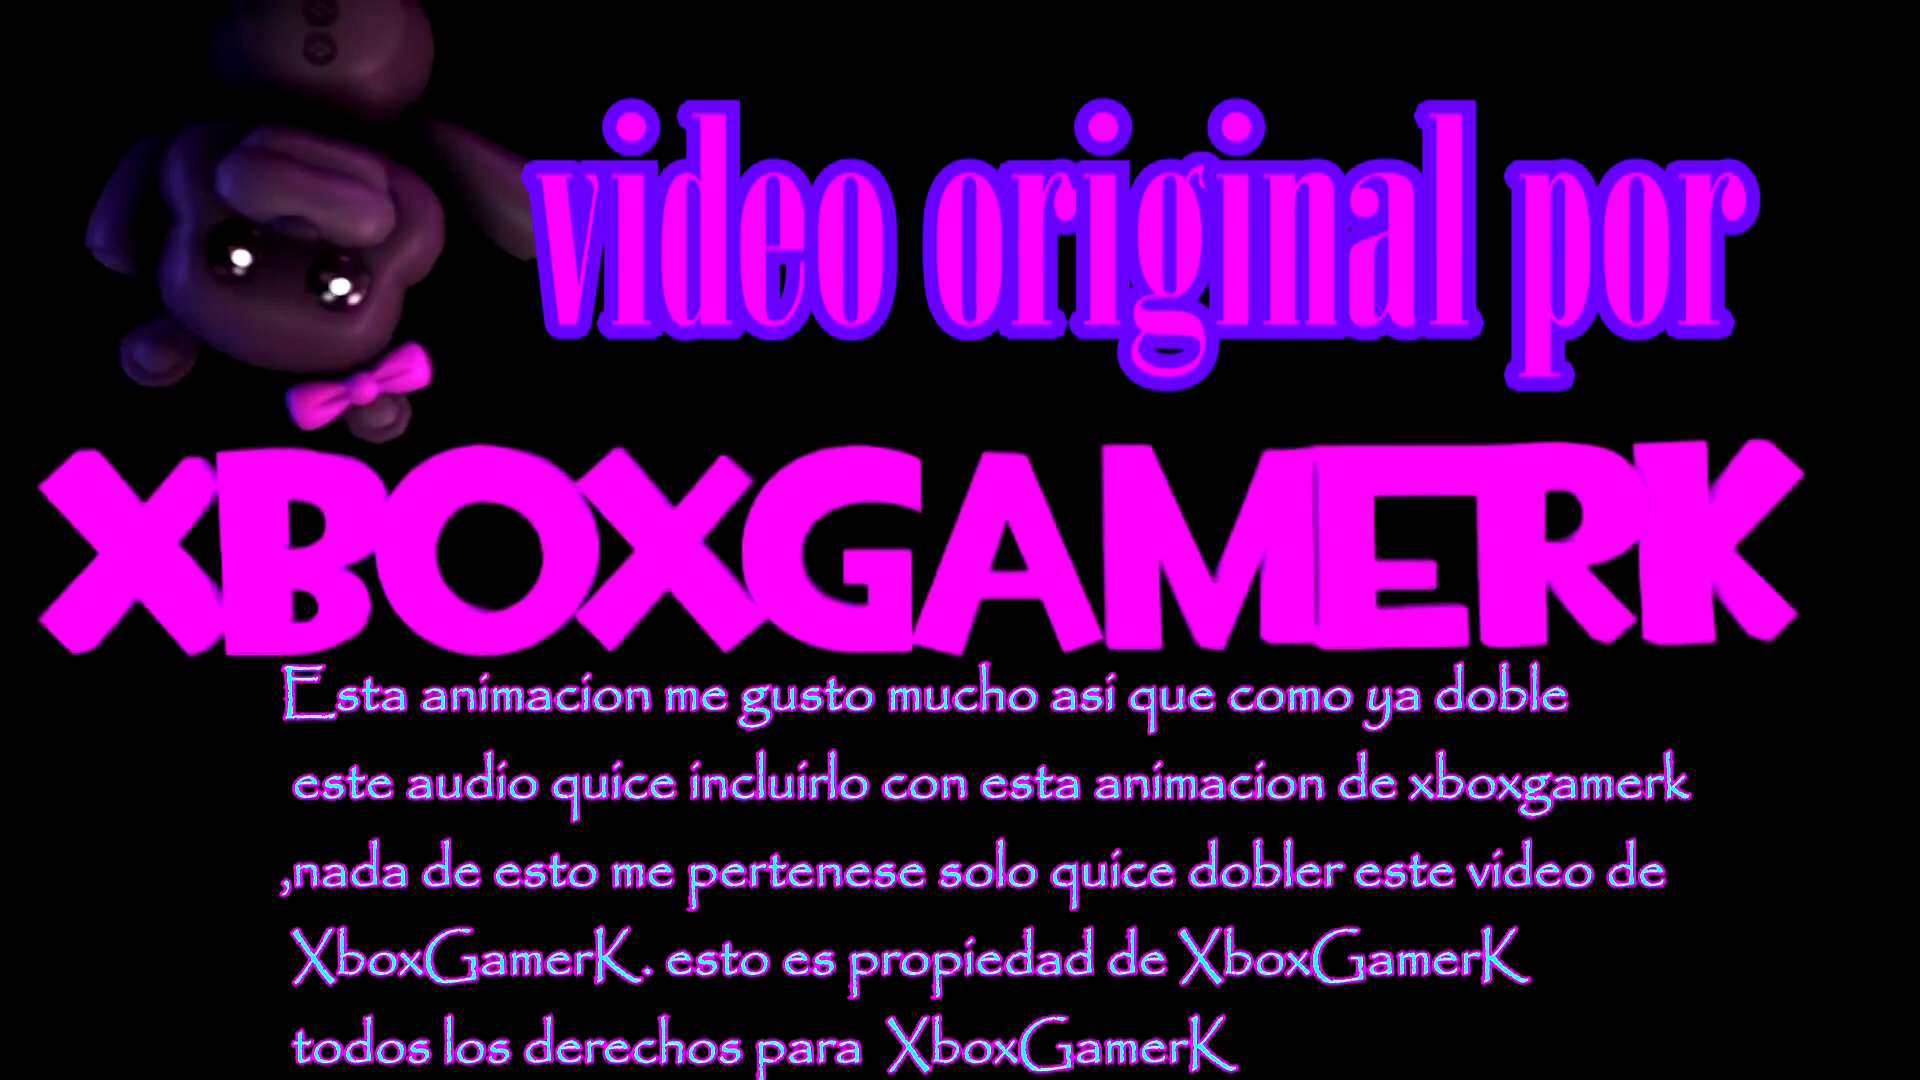 video original por
XBOXGAMERK
Esta animacion me gusto mucho así que como ya doble
este audio quice incluirlo con esta animacion de xboxgamerk
,nada de esto me pertenese solo quice dobler este video de
XboxGamerK. esto es propiedad de XboxGamerK
todos los derechos para XboxGamerK